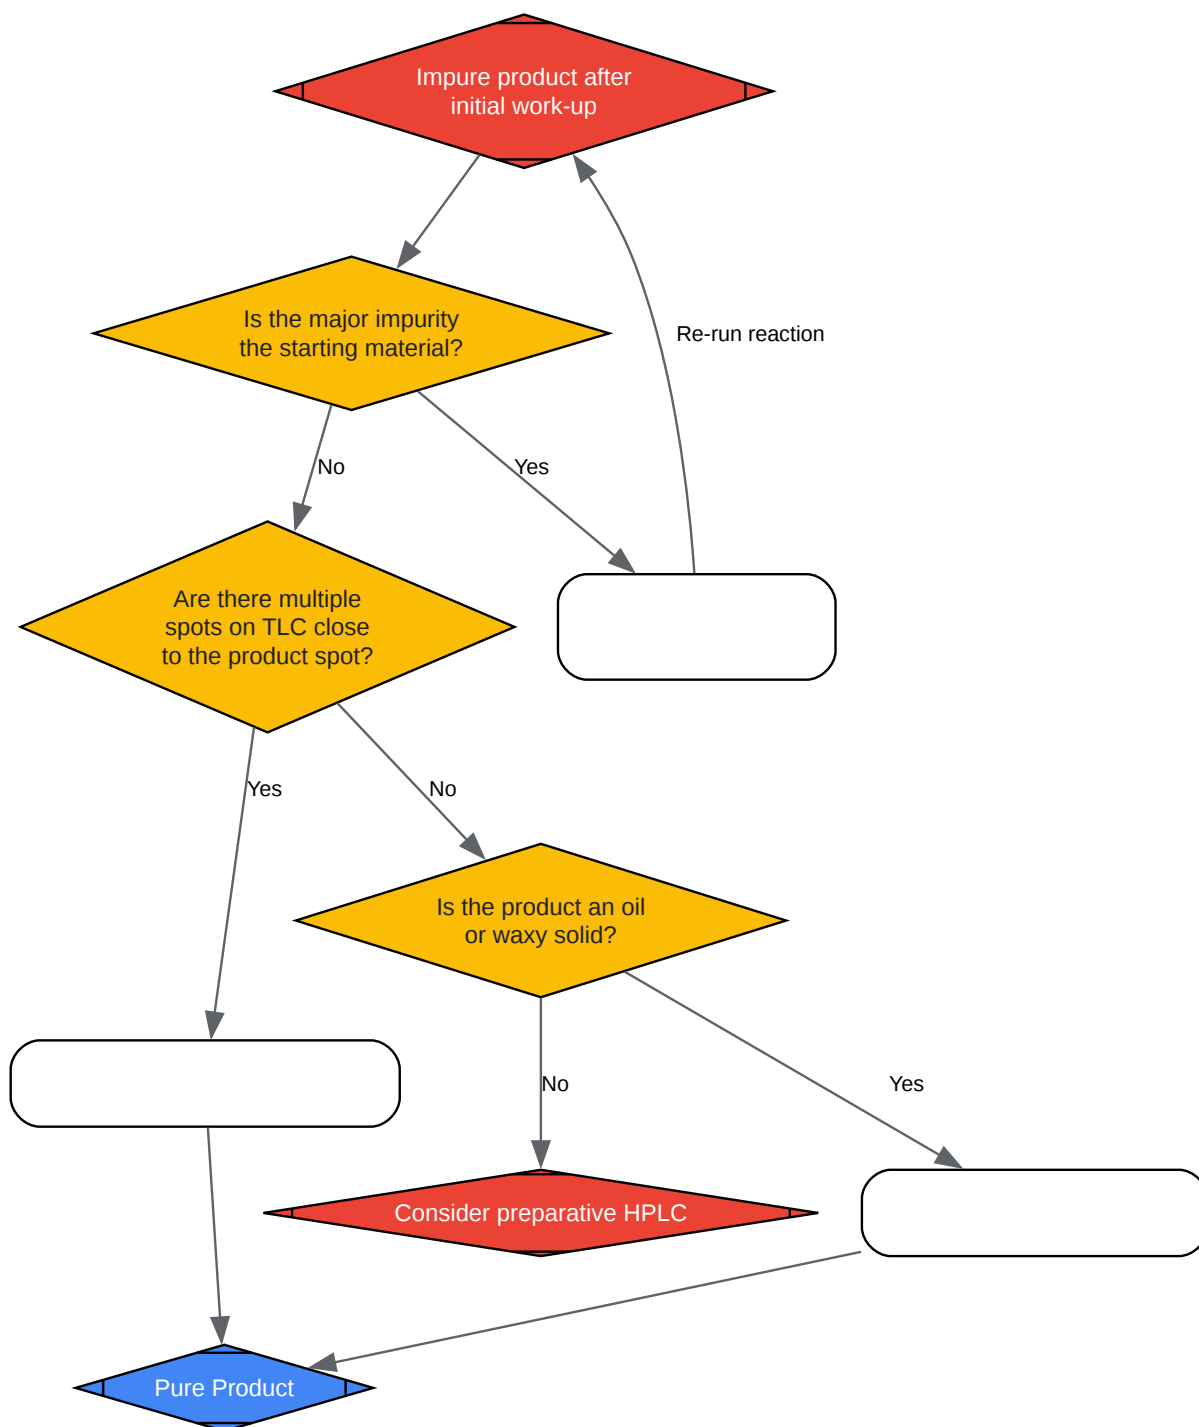 Impure product after
initial work-up
Is the major impurity
the starting material?
Re-run reaction
No
Yes
Are there multiple
spots on TLC close
to the product spot?
Yes
No
Is the product an oil
or waxy solid?
No
Yes
Consider preparative HPLC
Pure Product